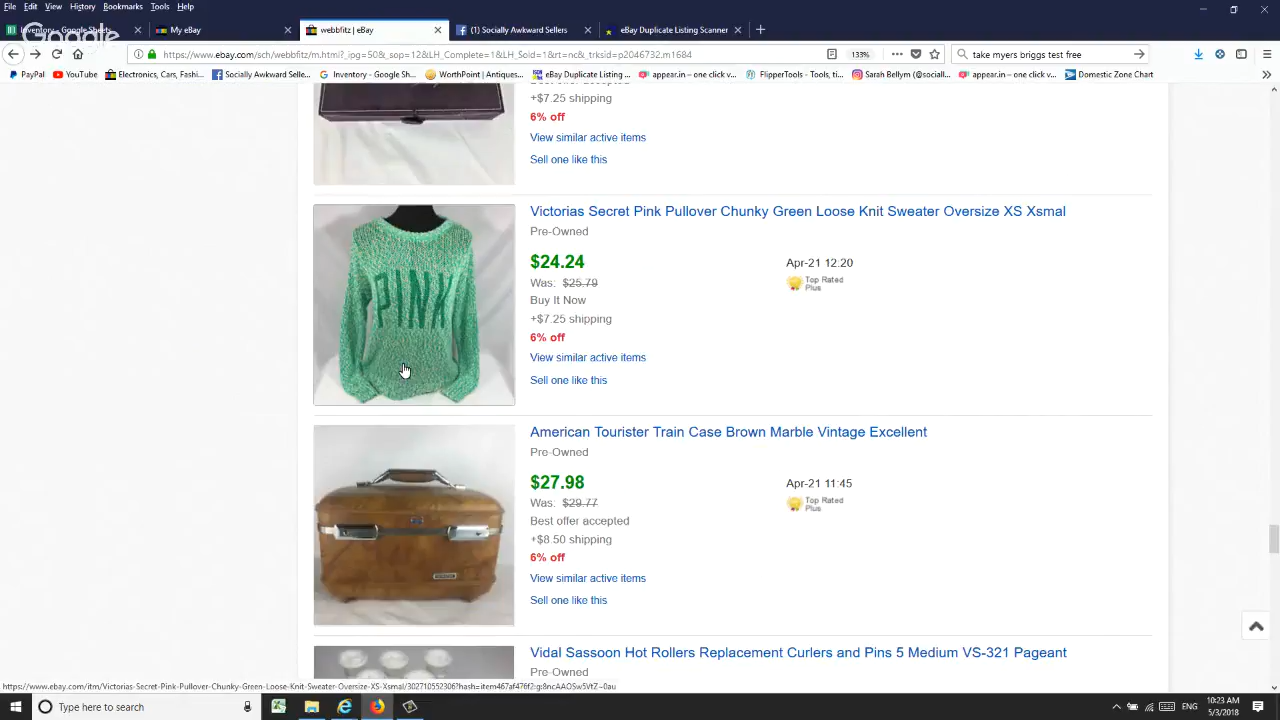 File Edit View History Bookmarks Tools Help
Google
Inventory - Google Sheets
My eBay
webbfitz | eBay
(1) Socially Awkward Sellers
eBay Duplicate Listing Scanner
https://www.ebay.com/sch/webbfitz/m.html?_ipg=50&_sop=12&LH_Complete=1&LH_Sold=1&rt=nc&_trksid=p2046732.m1684
133%
take myers briggs test free
PayPal
YouTube
Electronics, Cars, Fashi...
Socially Awkward Selle...
Inventory - Google Sh...
WorthPoint | Antiques...
eBay Duplicate Listing ...
appear.in – one click v...
FlipperTools - Tools, ti...
Sarah Bellym (@sociall...
appear.in – one click v...
Domestic Zone Chart
+$7.25 shipping
6% off
View similar active items
Sell one like this
Victorias Secret Pink Pullover Chunky Green Loose Knit Sweater Oversize XS Xsmal
Pre-Owned
$24.24
Apr-21 12:20
Was: $25.79
Top Rated
Plus
Buy It Now
+$7.25 shipping
6% off
View similar active items
Sell one like this
PINK
American Tourister Train Case Brown Marble Vintage Excellent
Pre-Owned
$27.98
Apr-21 11:45
Was: $29.77
Top Rated
Plus
Best offer accepted
+$8.50 shipping
6% off
View similar active items
Sell one like this
Vidal Sassoon Hot Rollers Replacement Curlers and Pins 5 Medium VS-321 Pageant
Pre-Owned
Type here to search
ENG
10:23 AM
5/3/2018